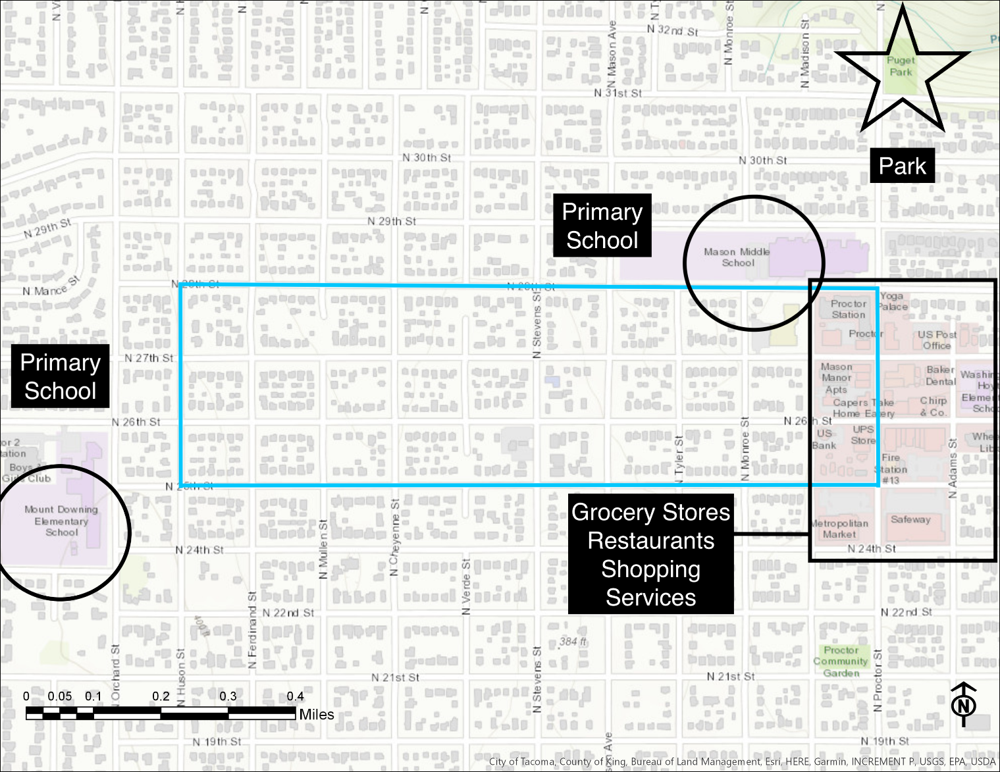 N 32nd St
N Mason Ave
N Monroe St
N Madison St
Puget
Park
N 31st St
Park
N 30th St
N 30th St
Primary
School
N 29th St
N 29th St
Mason Middle
School
N Mance St
N 28th St
N 28th St
Yoga
Palace
Proctor
Station
Proctor
US Post
Office
N Stevens St
Primary
School
N 27th St
Mason
Manor
Apts
Baker
Dental
Capers Take
Home Eatery
Chirp
& Co.
N 26th St
N 26th St
US
Bank
UPS
Store
Boys &
Girls Club
N Tyler St
N Monroe St
Fire
Station
#13
N Adams St
N 25th St
Mount Downing
Elementary
School
Grocery Stores
Restaurants
Shopping
Services
Metropolitan
Market
Safeway
N 24th St
N 24th St
N Mullen St
N Cheyenne St
N Verde St
N Ferdinand St
N 22nd St
N 22nd St
400 ft
384 ft
Proctor
Community
Garden
N Orchard St
N Huson St
N Stevens St
N Proctor St
N 21st St
N 21st St
0 0.05 0.1 0.2 0.3 0.4
Miles
N
N 19th St
N 19th St
City of Tacoma, County of King, Bureau of Land Management, Esri, HERE, Garmin, INCREMENT P, USGS, EPA, USDA